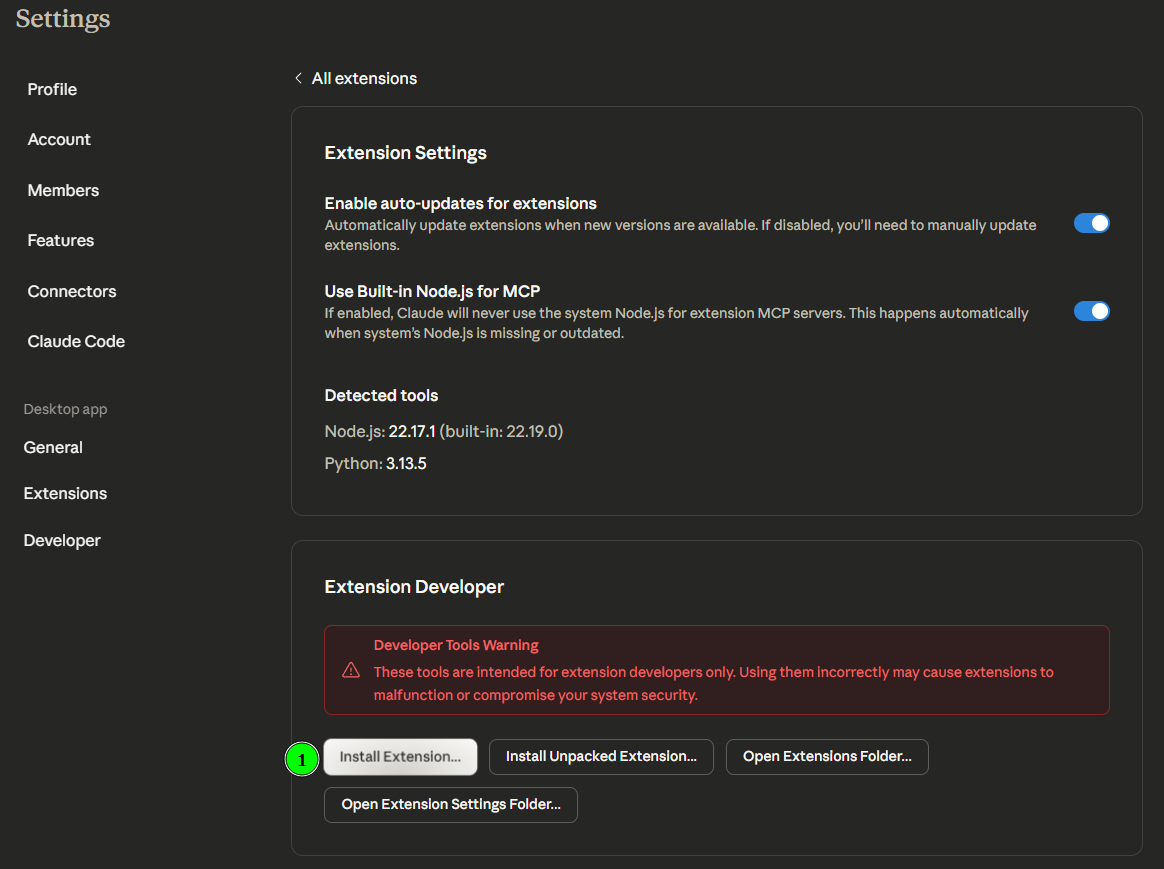 Settings
Profile
Account
Members
Features
Connectors
Claude Code
Desktop app
General
Extensions
Developer
All extensions
Extension Settings
Enable auto-updates for extensions
Automatically update extensions when new versions are available. If disabled, you'll need to manually update
extensions.
Use Built-in Node.js for MCP
If enabled, Claude will never use the system Node.js for extension MCP servers. This happens automatically
when system's Node.js is missing or outdated.
Detected tools
Node.js: 22.17.1 (built-in: 22.19.0)
Python: 3.13.5
Extension Developer
Developer Tools Warning
These tools are intended for extension developers only. Using them incorrectly may cause extensions to
malfunction or compromise your system security.
1 Install Extension... Install Unpacked Extension... Open Extensions Folder...
Open Extension Settings Folder...